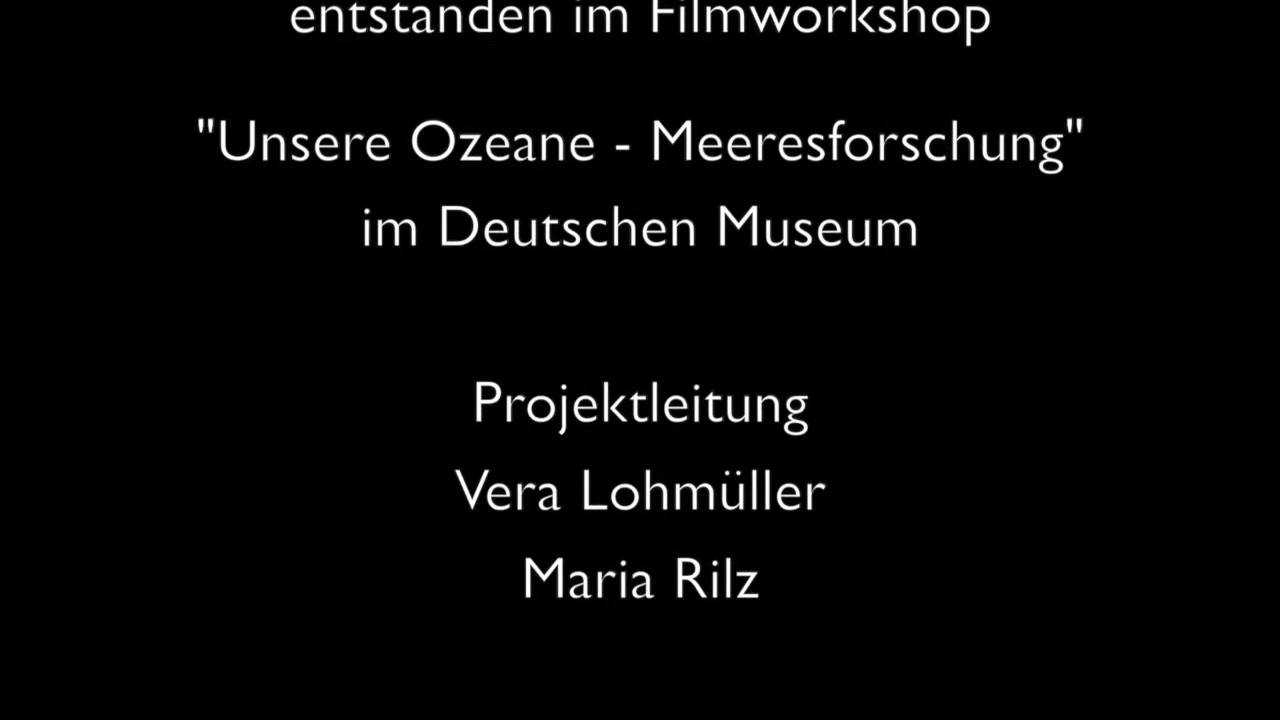 entstanden im Filmworkshop
"Unsere Ozeane - Meeresforschung"
im Deutschen Museum
Projektleitung
Vera Lohmüller
Maria Rilz